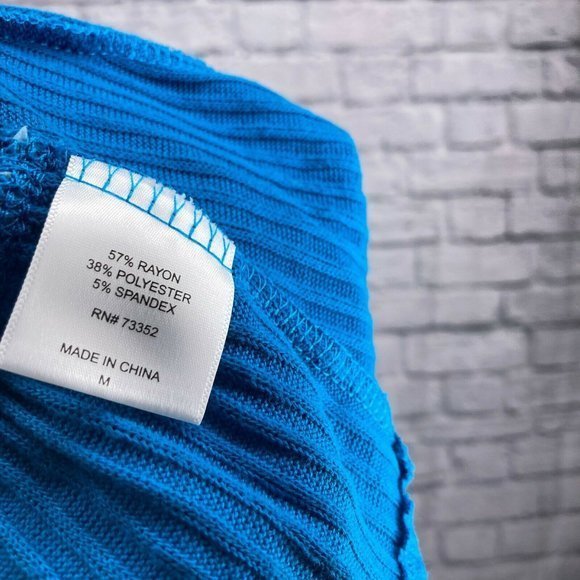 57% RAYON
38% POLYESTER
5% SPANDEX
RN# 73352
MADE IN CHINA
M